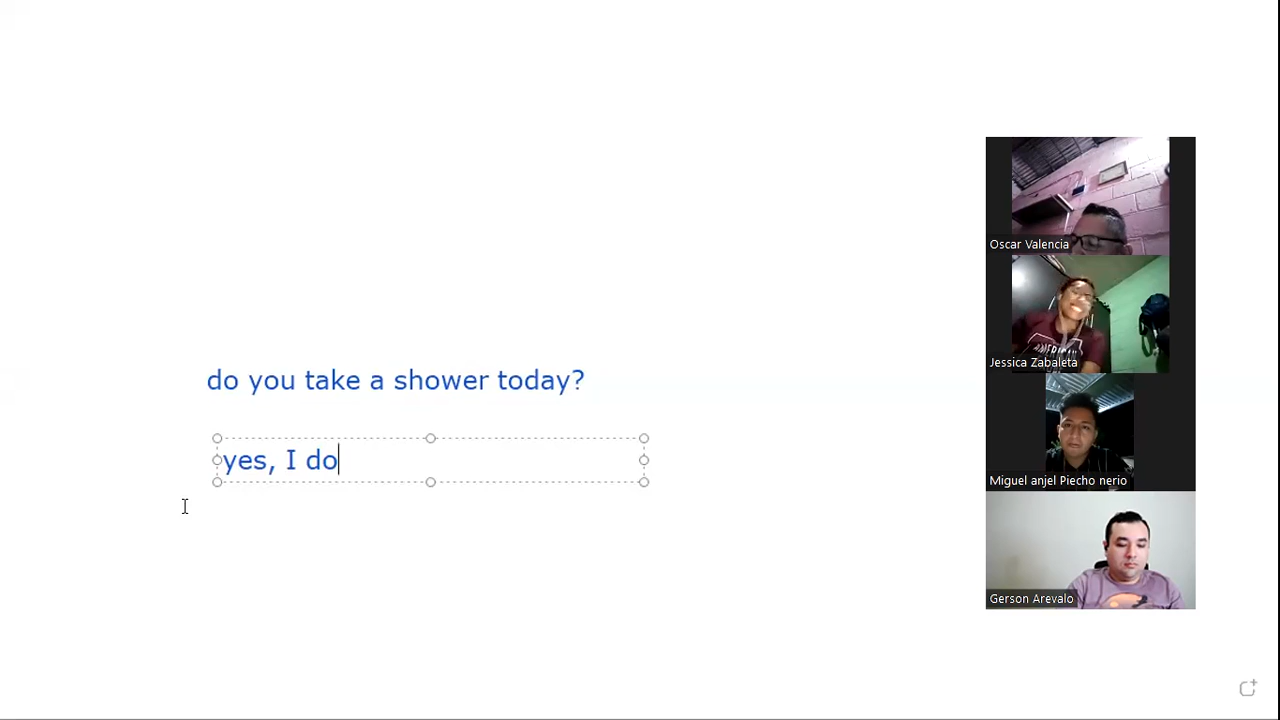 do you take a shower today?
yes, I do
Oscar Valencia
Jessica Zabaleta
Miguel anjel Piecho nerio
Gerson Arevalo